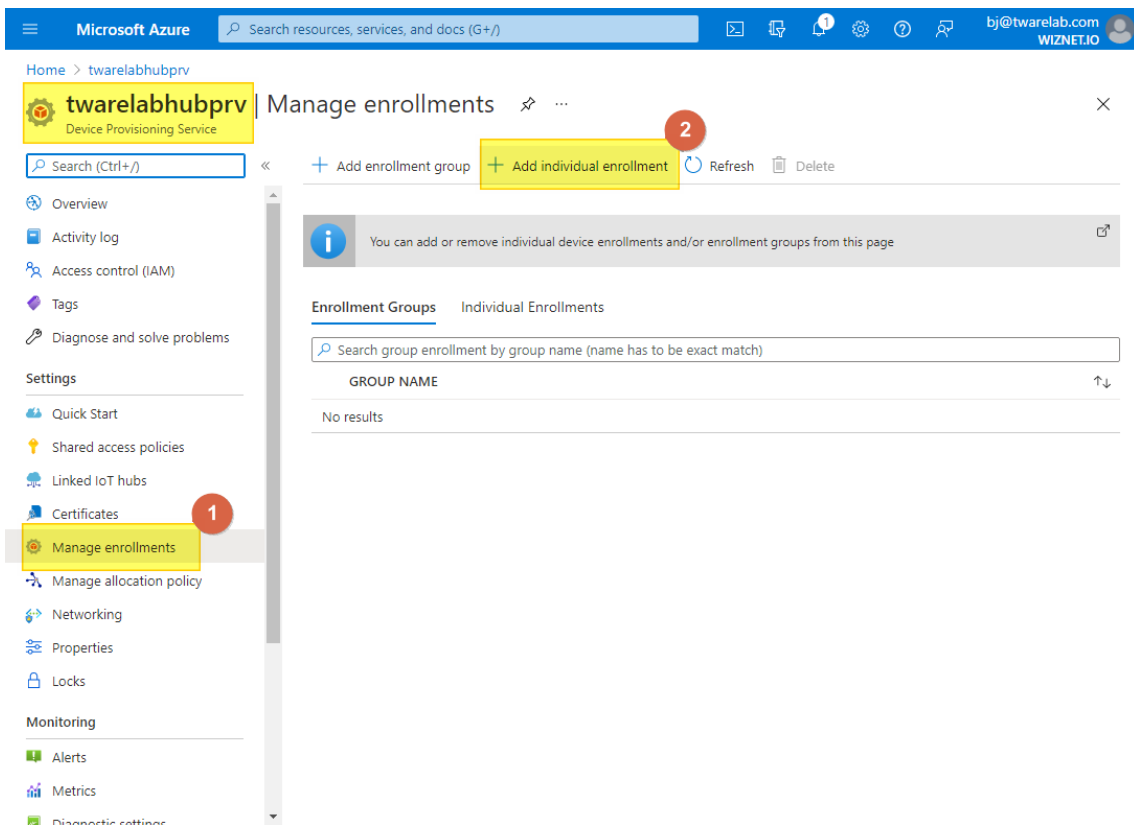 Microsoft Azure
Search resources, services, and docs (G+/)
1
bj@twarelab.com
WIZNET.IO
Home > twarelabhubprv
twarelabhubprv | Manage enrollments
Device Provisioning Service
2
Search (Ctrl+/)
Add enrollment group
Add individual enrollment
Refresh
Delete
Overview
Activity log
Access control (IAM)
Tags
Diagnose and solve problems
Settings
Quick Start
Shared access policies
Linked IoT hubs
Certificates
1
Manage enrollments
Manage allocation policy
Networking
Properties
Locks
Monitoring
Alerts
Metrics
Diagnostic settings
You can add or remove individual device enrollments and/or enrollment groups from this page
Enrollment Groups
Individual Enrollments
Search group enrollment by group name (name has to be exact match)
GROUP NAME
No results